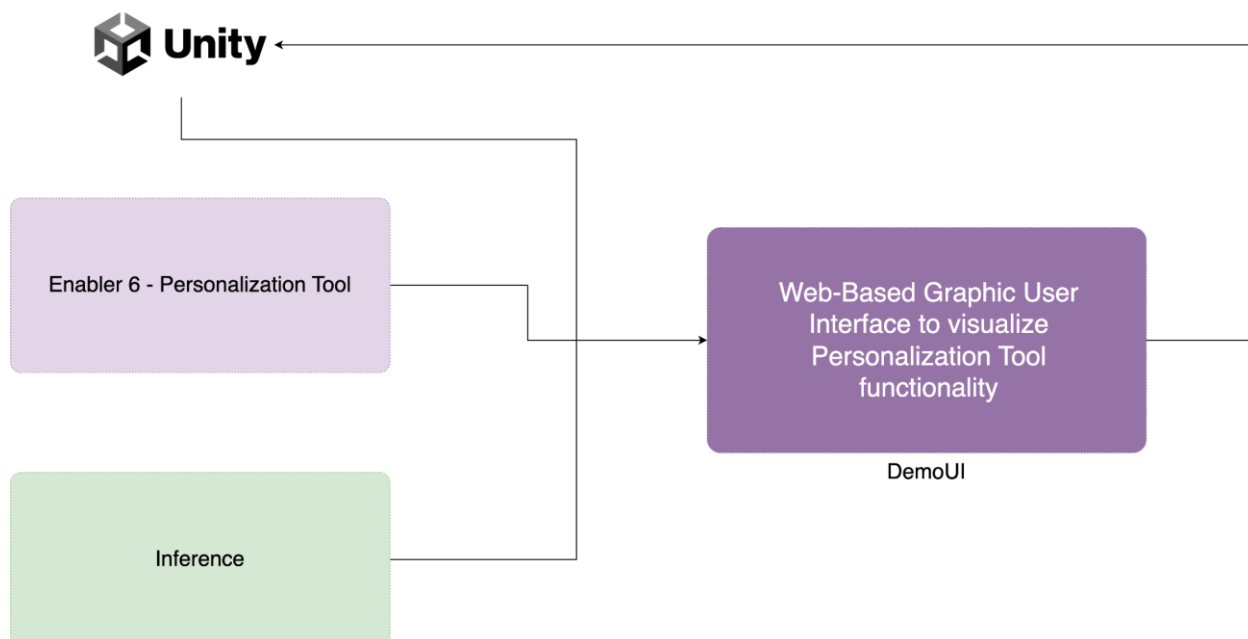 Unity
Enabler 6 - Personalization Tool
Web-Based Graphic User
Interface to visualize
Personalization Tool
functionality
DemoUI
Inference